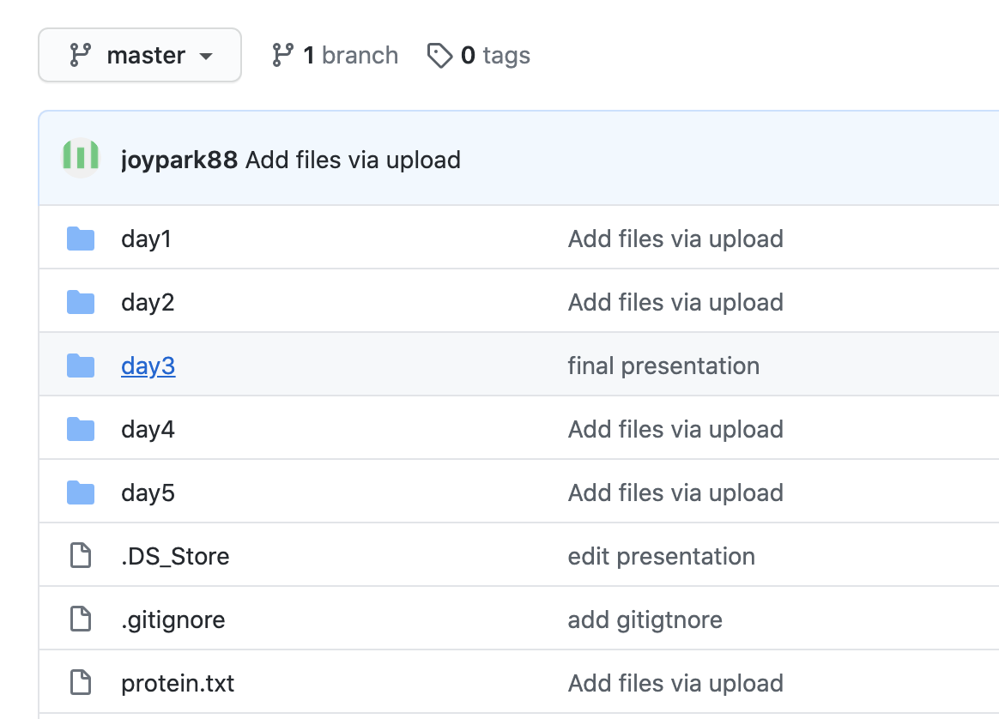 master 1 branch 0 tags
joypark88 Add files via upload
day1 Add files via upload
day2 Add files via upload
day3 final presentation
day4 Add files via upload
day5 Add files via upload
.DS_Store edit presentation
.gitignore add gitigtnore
protein.txt Add files via upload